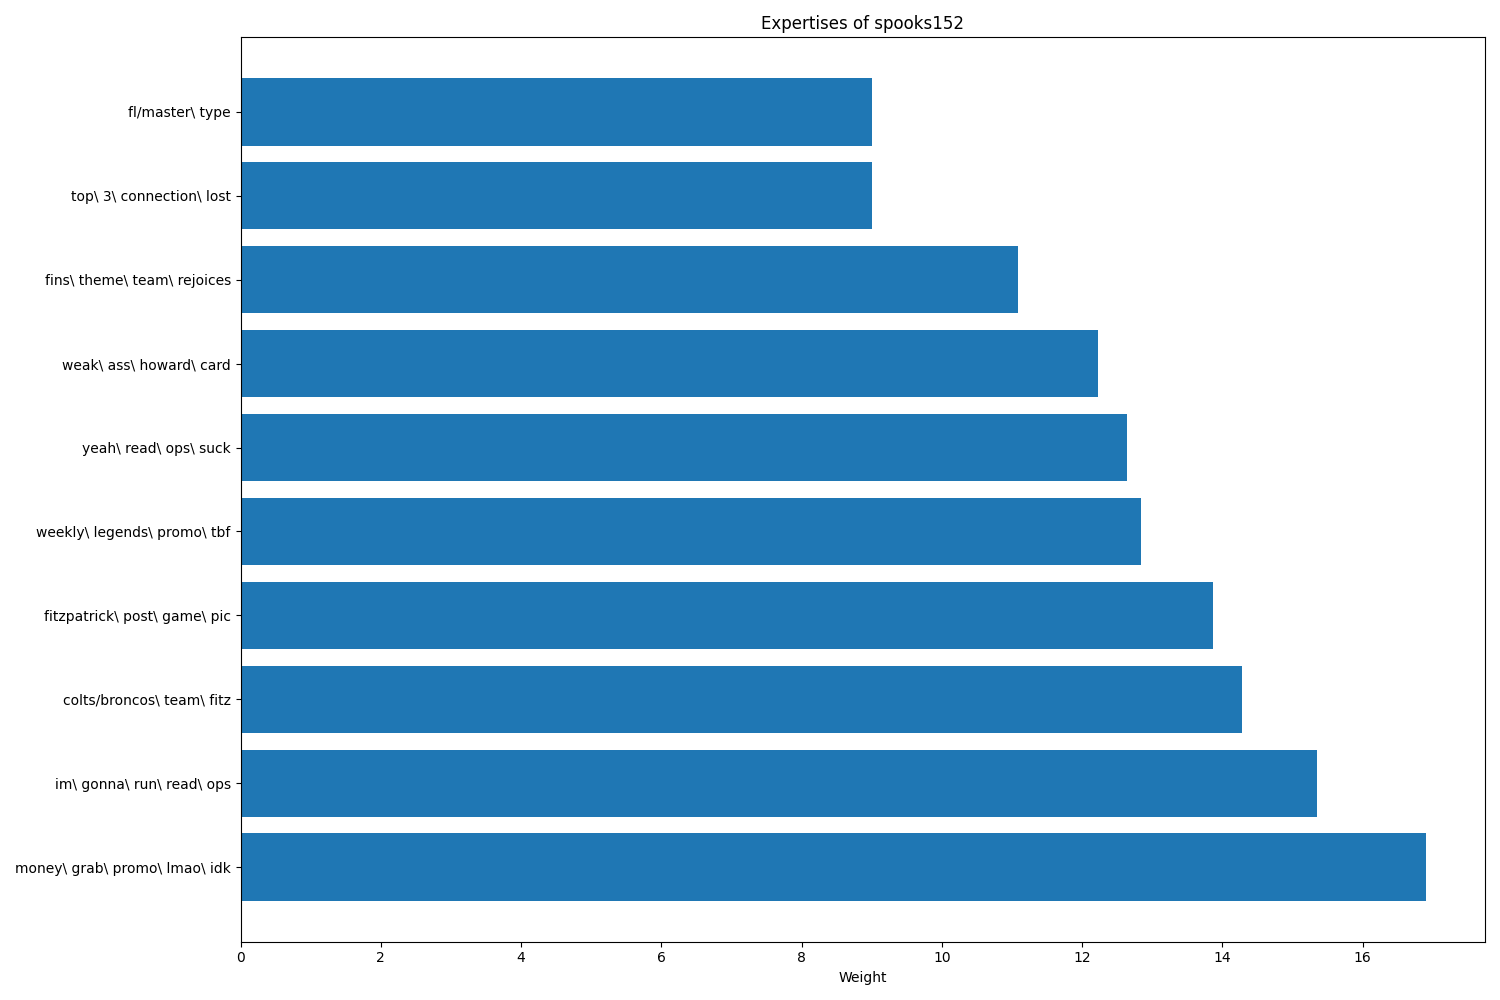 Expertises of spooks152
fl/master\ type
top\ 3\ connection\ lost
fins\ theme\ team\ rejoices
weak\ ass\ howard\ card
yeah\ read\ ops\ suck
weekly\ legends\ promo\ tbf
fitzpatrick\ post\ game\ pic
colts/broncos\ team\ fitz
im\ gonna\ run\ read\ ops
money\ grab\ promo\ lmao\ idk
0 2 4 6 8 10 12 14 16
Weight